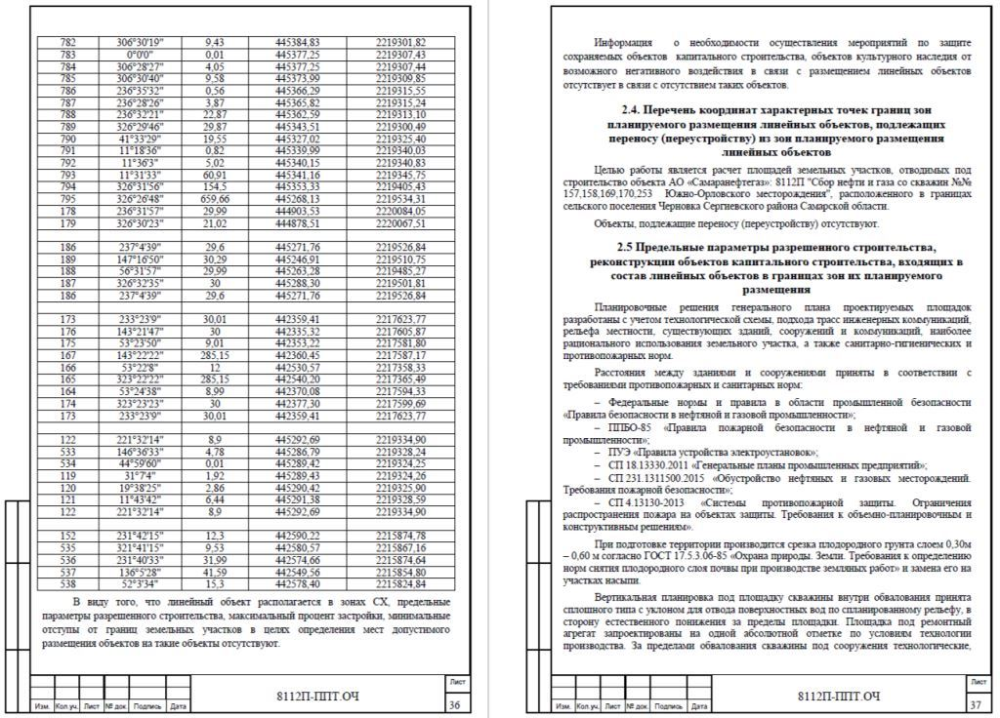 782 306°30'19" 9,43 445384,83 2219301,82
783 0°0'0" 0,01 445377,25 2219307,43
784 306°28'27" 4,05 445377,25 2219307,44
785 306°30'40" 9,58 445373,99 2219309,85
786 236°35'32" 0,56 445366,29 2219315,55
787 236°28'26" 3,87 445365,82 2219315,24
788 236°32'21" 22,87 445362,59 2219313,10
789 326°29'46" 29,87 445343,51 2219300,49
790 41°33'29" 19,55 445327,02 2219325,40
791 11°18'36" 0,82 445339,99 2219340,03
792 11°36'3" 5,02 445340,15 2219340,83
793 11°31'33" 60,91 445341,16 2219345,75
794 326°31'56" 154,5 445353,33 2219405,43
795 326°26'48" 659,66 445268,13 2219534,31
178 236°31'57" 29,99 444903,53 2220084,05
179 326°30'23" 21,02 444878,51 2220067,51
186 237°4'39" 29,6 445271,76 2219526,84
189 147°16'50" 30,29 445246,91 2219510,75
188 56°31'57" 29,99 445263,28 2219485,27
187 326°32'35" 30 445288,30 2219501,81
186 237°4'39" 29,6 445271,76 2219526,84
173 233°23'9" 30,01 442359,41 2217623,77
176 143°21'47" 30 442335,32 2217605,87
175 53°23'50" 9,01 442353,22 2217581,80
167 143°22'22" 285,15 442360,45 2217587,17
166 53°22'8" 12 442530,57 2217358,33
165 323°22'22" 285,15 442540,20 2217365,49
164 53°24'38" 8,99 442370,08 2217594,33
174 323°23'23" 30 442377,30 2217599,69
173 233°23'9" 30,01 442359,41 2217623,77
122 221°32'14" 8,9 445292,69 2219334,90
533 146°36'33" 4,78 445286,79 2219328,24
534 44°59'60" 0,01 445289,42 2219324,25
119 31°7'4" 1,92 445289,43 2219324,26
120 19°38'25" 2,86 445290,42 2219325,90
121 11°43'42" 6,44 445291,38 2219328,59
122 221°32'14" 8,9 445292,69 2219334,90
152 231°42'15" 12,3 442590,22 2215874,78
535 321°41'15" 9,53 442580,57 2215867,16
536 231°40'33" 31,99 442574,66 2215874,64
537 136°5'28" 41,59 442549,56 2215854,80
538 52°3'34" 15,3 442578,40 2215824,84
В виду того, что линейный объект располагается в зонах СХ, предельные
параметры разрешенного строительства, максимальный процент застройки, минимальные
отступы от границ земельных участков в целях определения мест допустимого
размещения объектов на такие объекты отсутствуют.
8112П-ППТ.ОЧ
Лист
36
Изм. Кол.уч. Лист № док. Подпись Дата
Информация о необходимости осуществления мероприятий по защите
сохраняемых объектов капитального строительства, объектов культурного наследия от
возможного негативного воздействия в связи с размещением линейных объектов
отсутствует в связи с отсутствием таких объектов.
2.4. Перечень координат характерных точек границ зон
планируемого размещения линейных объектов, подлежащих
переносу (переустройству) из зон планируемого размещения
линейных объектов
Целью работы является расчет площадей земельных участков, отводимых под
строительство объекта АО «Самаранефтегаз»: 8112П "Сбор нефти и газа со скважин №№
157,158,169,170,253 Южно-Орловского месторождения", расположенного в границах
сельского поселения Черновка Сергиевского района Самарской области.
Объекты, подлежащие переносу (переустройству) отсутствуют.
2.5 Предельные параметры разрешенного строительства,
реконструкции объектов капитального строительства, входящих в
состав линейных объектов в границах зон их планируемого
размещения
Планировочные решения генерального плана проектируемых площадок
разработаны с учетом технологической схемы, подхода трасс инженерных коммуникаций,
рельефа местности, существующих зданий, сооружений и коммуникаций, наиболее
рационального использования земельного участка, а также санитарно-гигиенических и
противопожарных норм.
Расстояния между зданиями и сооружениями приняты в соответствии с
требованиями противопожарных и санитарных норм:
– Федеральные нормы и правила в области промышленной безопасности
«Правила безопасности в нефтяной и газовой промышленности»;
– ППБО-85 «Правила пожарной безопасности в нефтяной и газовой
промышленности»;
– ПУЭ «Правила устройства электроустановок»;
– СП 18.13330.2011 «Генеральные планы промышленных предприятий»;
– СП 231.1311500.2015 «Обустройство нефтяных и газовых месторождений.
Требования пожарной безопасности»;
– СП 4.13130-2013 «Системы противопожарной защиты. Ограничения
распространения пожара на объектах защиты. Требования к объемно-планировочным и
конструктивным решениям».
При подготовке территории производится срезка плодородного грунта слоем 0,30м
– 0,60 м согласно ГОСТ 17.5.3.06-85 «Охрана природы. Земли. Требования к определению
норм снятия плодородного слоя почвы при производстве земляных работ» и замена его на
участках насыпи.
Вертикальная планировка под площадку скважины внутри обвалования принята
сплошного типа с уклоном для отвода поверхностных вод по спланированному рельефу, в
сторону естественного понижения за пределы площадки. Площадка под ремонтный
агрегат запроектированы на одной абсолютной отметке по условиям технологии
производства. За пределами обвалования скважины под сооружения технологические,
8112П-ППТ.ОЧ
Лист
37
Изм. Кол.уч. Лист № док. Подпись Дата